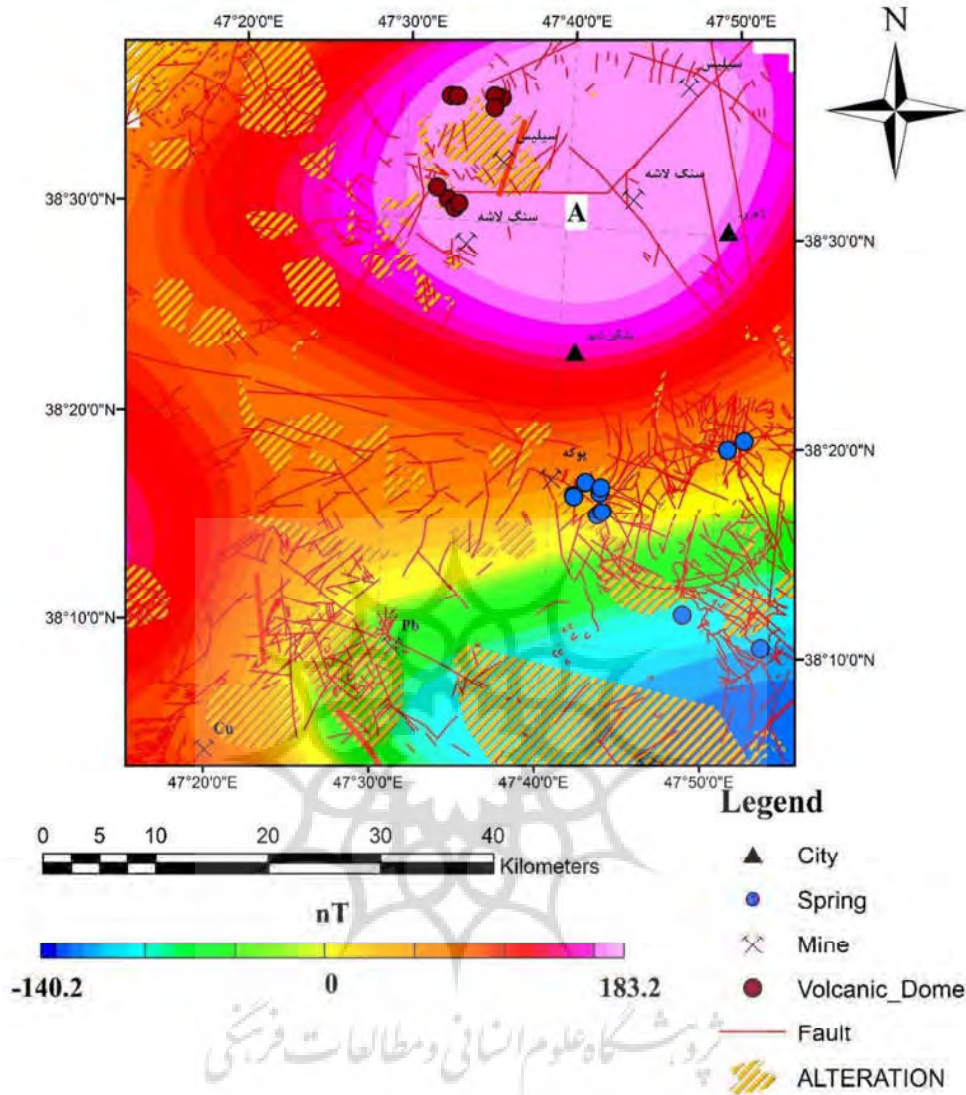 47°20'0"E 47°30'0"E 47°40'0"E 47°50'0"E
N
سیلیس
سیلیس
38°30'0"N
سنگ لاشه
A
سنگ لاشه
38°30'0"N
38°20'0"N
پوکه
38°20'0"N
38°10'0"N
Pb
38°10'0"N
Cu
47°20'0"E 47°30'0"E 47°40'0"E 47°50'0"E
Legend
0 5 10 20 30 40
Kilometers
City
Spring
nT
Mine
-140.2 0 183.2
Volcanic_Dome
Fault
پژوهشگاه علوم انسانی و مطالعات فرهنگی
ALTERATION